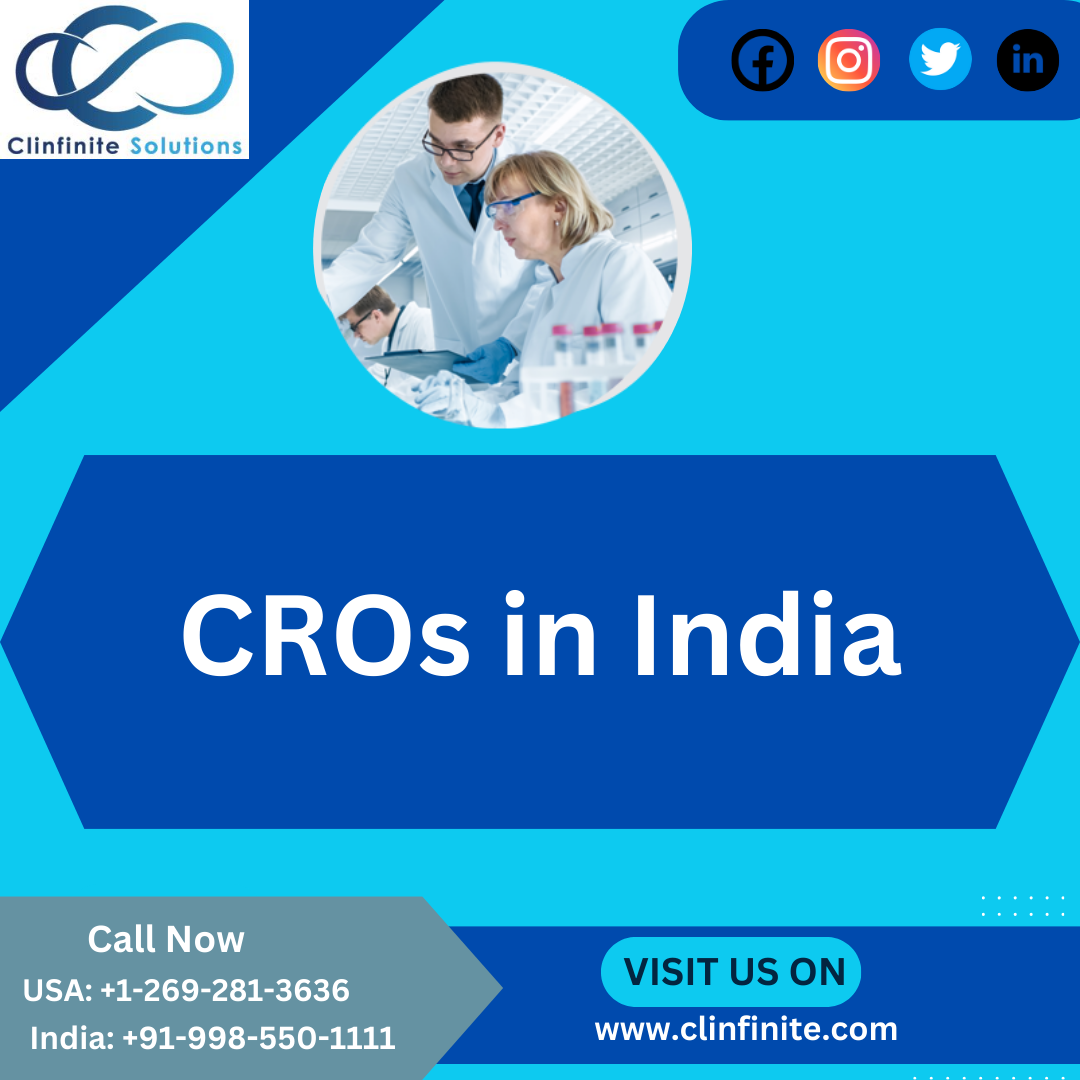 Clinfinite Solutions
CROs in India
Call Now
USA: +1-269-281-3636
India: +91-998-550-1111
VISIT US ON
www.clinfinite.com